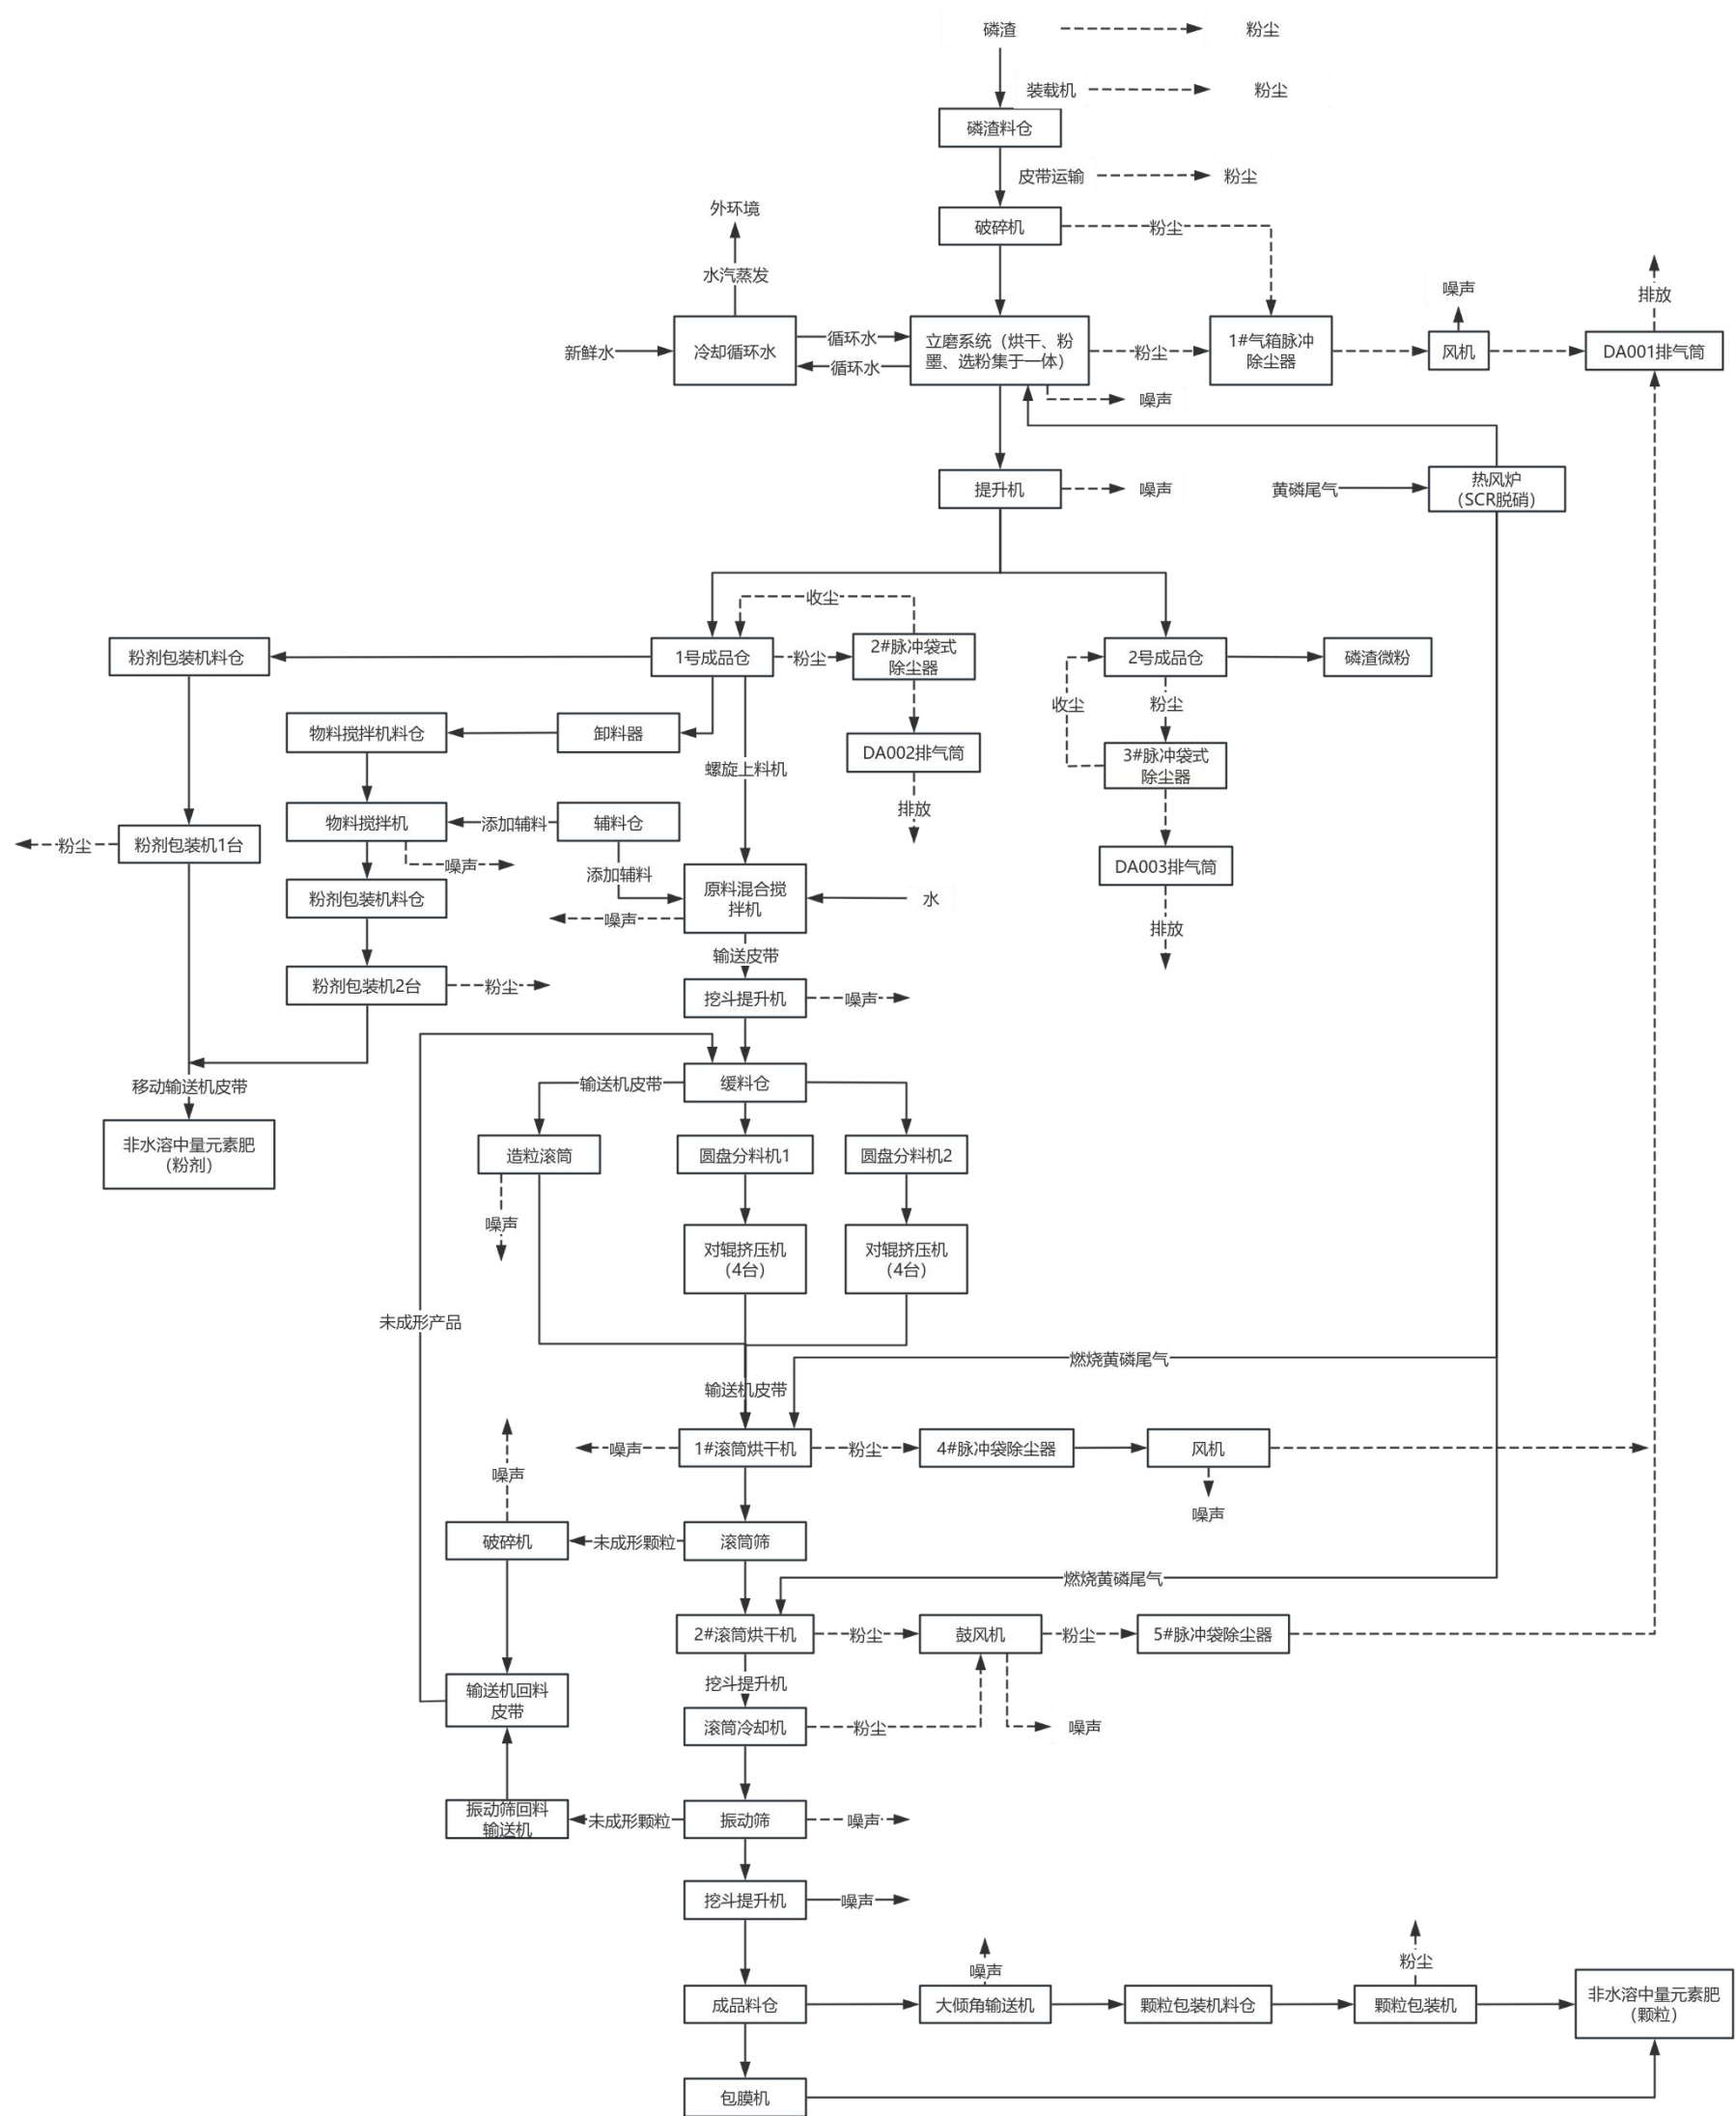 磷渣
粉尘
装载机
粉尘
磷渣料仓
皮带运输
粉尘
外环境
破碎机
粉尘
水汽蒸发
噪声
排放
新鲜水
冷却循环水
循环水
循环水
立磨系统（烘干、粉
墨、选粉集于一体）
粉尘
1#气箱脉冲
除尘器
风机
DA001排气筒
噪声
提升机
噪声
黄磷尾气
热风炉
（SCR脱硝）
收尘
粉剂包装机料仓
1号成品仓
粉尘
2#脉冲袋式
除尘器
2号成品仓
磷渣微粉
收尘
粉尘
物料搅拌机料仓
卸料器
DA002排气筒
3#脉冲袋式
除尘器
螺旋上料机
排放
物料搅拌机
添加辅料
辅料仓
粉尘
粉剂包装机1台
噪声
DA003排气筒
添加辅料
粉剂包装机料仓
原料混合搅
拌机
水
噪声
排放
输送皮带
粉剂包装机2台
粉尘
挖斗提升机
噪声
移动输送机皮带
输送机皮带
缓料仓
非水溶中量元素肥
（粉剂）
造粒滚筒
圆盘分料机1
圆盘分料机2
噪声
对辊挤压机
（4台）
对辊挤压机
（4台）
未成形产品
燃烧黄磷尾气
输送机皮带
噪声
1#滚筒烘干机
粉尘
4#脉冲袋除尘器
风机
噪声
噪声
破碎机
未成形颗粒
滚筒筛
燃烧黄磷尾气
2#滚筒烘干机
粉尘
鼓风机
粉尘
5#脉冲袋除尘器
输送机回料
皮带
挖斗提升机
滚筒冷却机
粉尘
噪声
振动筛回料
输送机
未成形颗粒
振动筛
噪声
挖斗提升机
噪声
噪声
粉尘
成品料仓
大倾角输送机
颗粒包装机料仓
颗粒包装机
非水溶中量元素肥
（颗粒）
包膜机